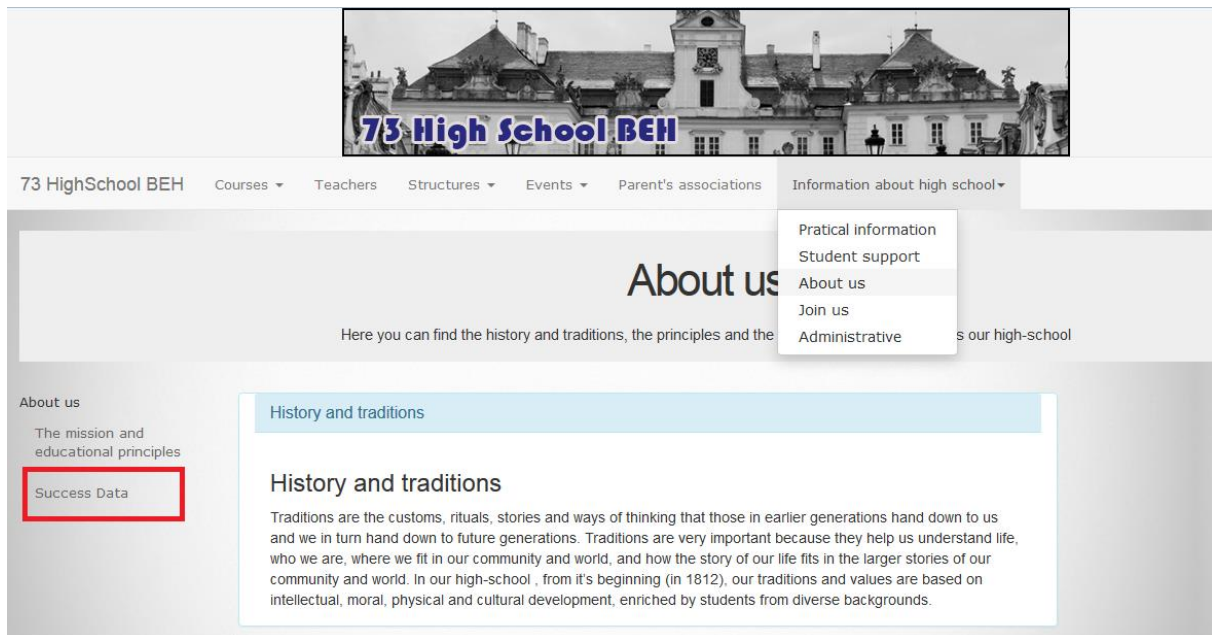 73 High School BEH
73 HighSchool BEH Courses Teachers Structures Events Parent's associations Information about high school
Pratical information
Student support
About us
Join us
Administrative
About us
Here you can find the history and traditions, the principles and the s our high-school
About us
The mission and
educational principles
Success Data
History and traditions
History and traditions
Traditions are the customs, rituals, stories and ways of thinking that those in earlier generations hand down to us
and we in turn hand down to future generations. Traditions are very important because they help us understand life,
who we are, where we fit in our community and world, and how the story of our life fits in the larger stories of our
community and world. In our high-school , from it's beginning (in 1812), our traditions and values are based on
intellectual, moral, physical and cultural development, enriched by students from diverse backgrounds.